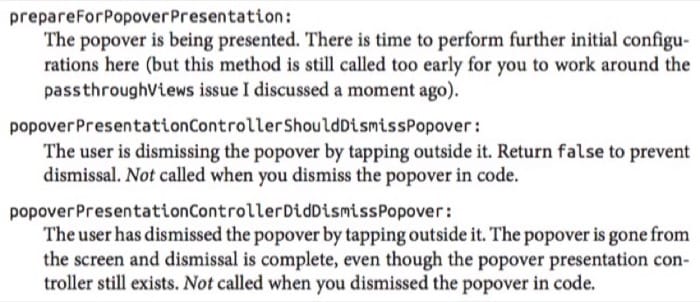 prepareForPopoverPresentation:
The popover is being presented. There is time to perform further initial configu-
rations here (but this method is still called too early for you to work around the
passthroughViews issue I discussed a moment ago).
popoverPresentationControllerShouldDismissPopover:
The user is dismissing the popover by tapping outside it. Return false to prevent
dismissal. Not called when you dismiss the popover in code.
popoverPresentationControllerDidDismissPopover:
The user has dismissed the popover by tapping outside it. The popover is gone from
the screen and dismissal is complete, even though the popover presentation con-
troller still exists. Not called when you dismissed the popover in code.